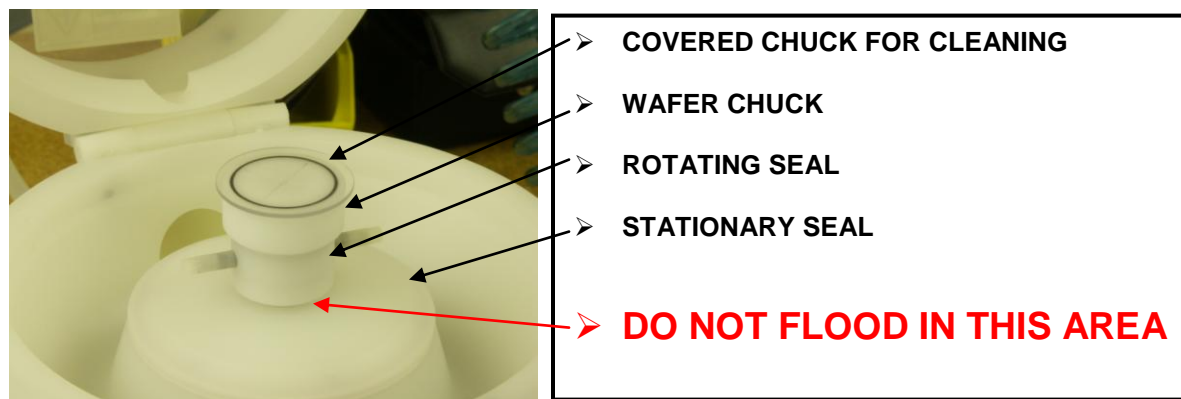 ➢ COVERED CHUCK FOR CLEANING
➢ WAFER CHUCK
➢ ROTATING SEAL
➢ STATIONARY SEAL
➢ DO NOT FLOOD IN THIS AREA